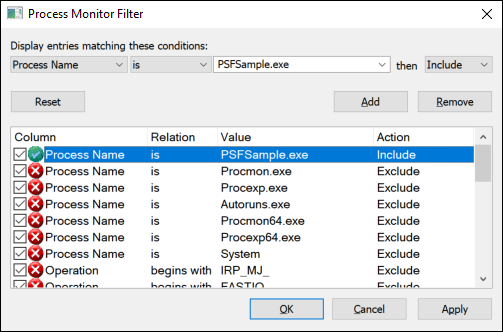 Process Monitor Filter
Display entries matching these conditions:
Process Name is PSFSample.exe then Include
Reset Add Remove
Column Relation Value Action
Process Name is PSFSample.exe Include
Process Name is Procmon.exe Exclude
Process Name is Procexp.exe Exclude
Process Name is Autoruns.exe Exclude
Process Name is Procmon64.exe Exclude
Process Name is Procexp64.exe Exclude
Process Name is System Exclude
Operation begins with IRP_MJ_ Exclude
Operation begins with FASTIO_ Exclude
OK Cancel Apply